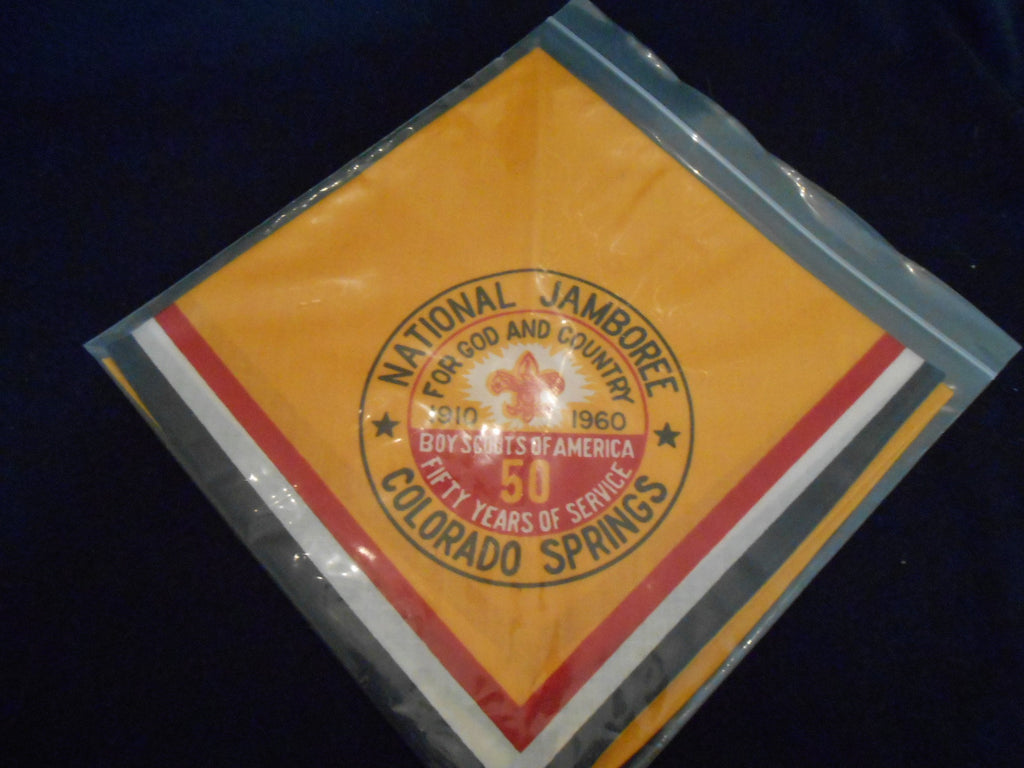 NATIONAL JAMBOREE
FOR GOD AND COUNTRY
1910 1960
BOY SCOUTS OF AMERICA
50
FIFTY YEARS OF SERVICE
COLORADO SPRINGS